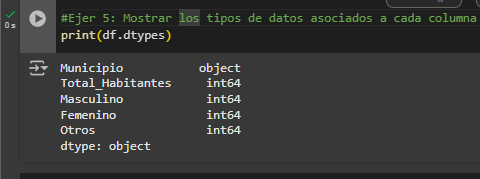 0 s
#Ejer 5: Mostrar los tipos de datos asociados a cada columna
print(df.dtypes)
Municipio object
Total_Habitantes int64
Masculino int64
Femenino int64
Otros int64
dtype: object